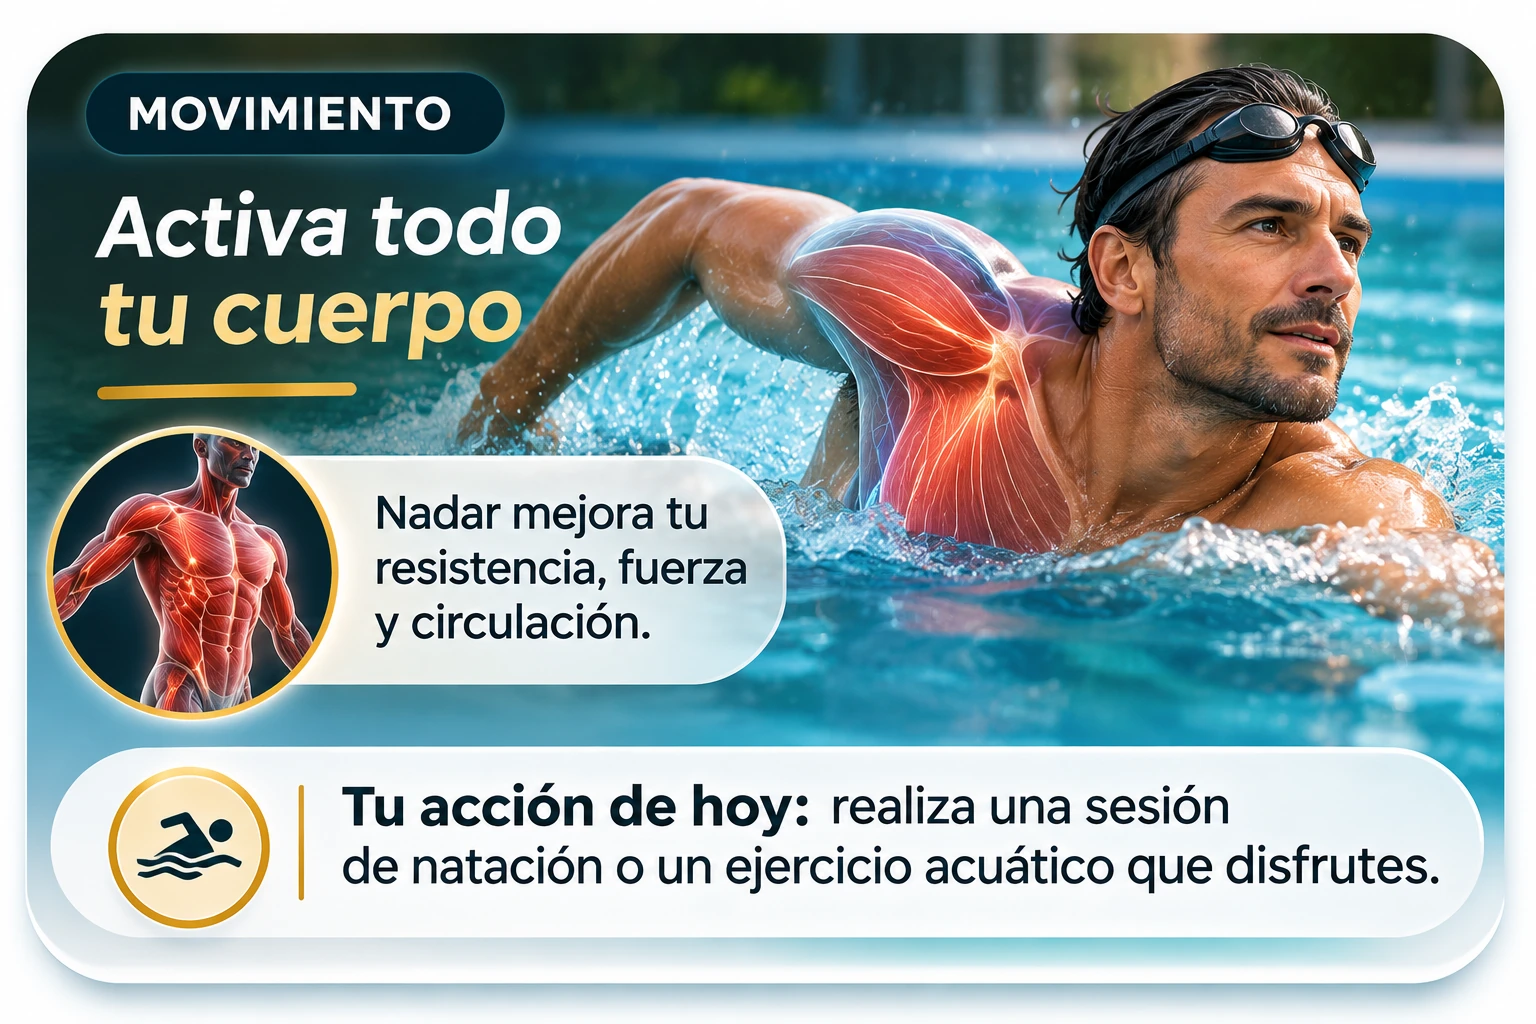 MOVIMIENTO
Activa todo
tu cuerpo
Nadar mejora tu
resistencia, fuerza
y circulación.
Tu acción de hoy: realiza una sesión
de natación o un ejercicio acuático que disfrutes.